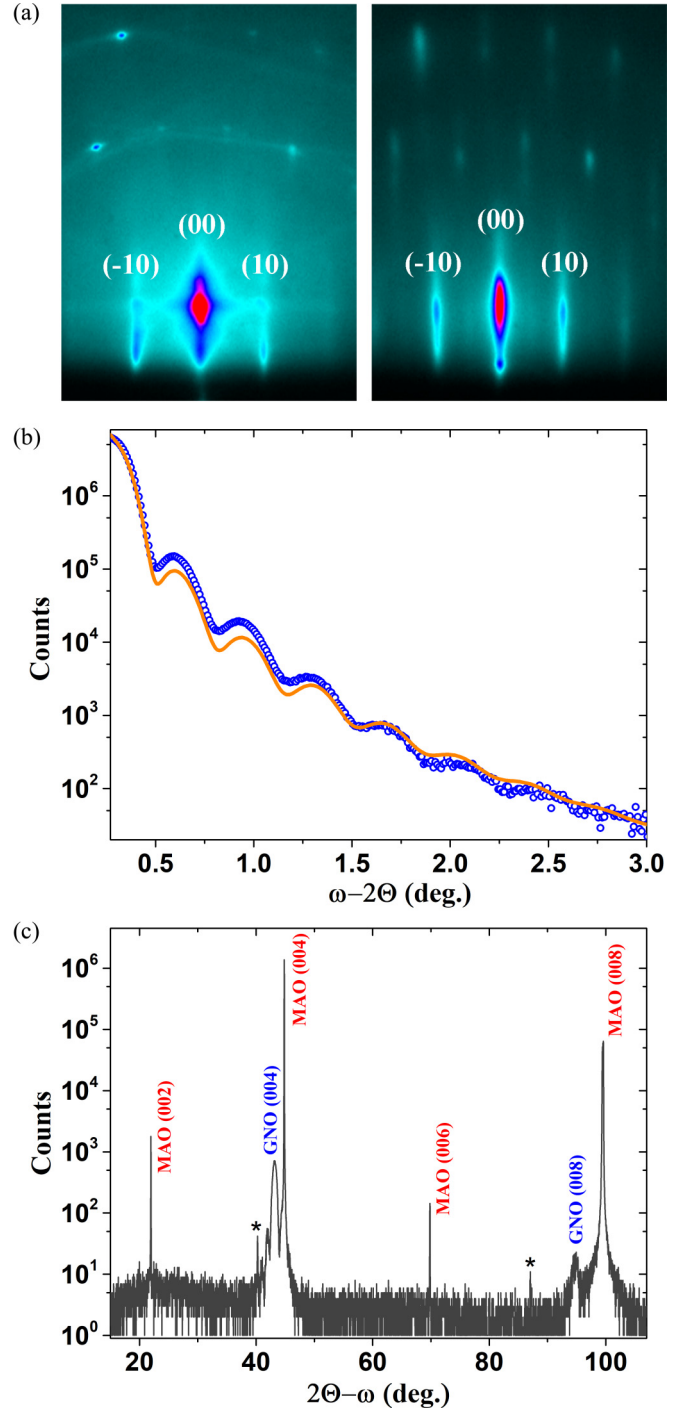 (a)
(00)
(-10)
(10)
(00)
(-10)
(10)
(b)
10⁶
10⁵
10⁴
10³
10²
Counts
0.5
1.0
1.5
2.0
2.5
3.0
ω−2Θ (deg.)
(c)
10⁶
10⁵
10⁴
10³
10²
10¹
10⁰
Counts
MAO (002)
*
GNO (004)
MAO (004)
MAO (006)
*
GNO (008)
MAO (008)
20
40
60
80
100
2Θ−ω (deg.)